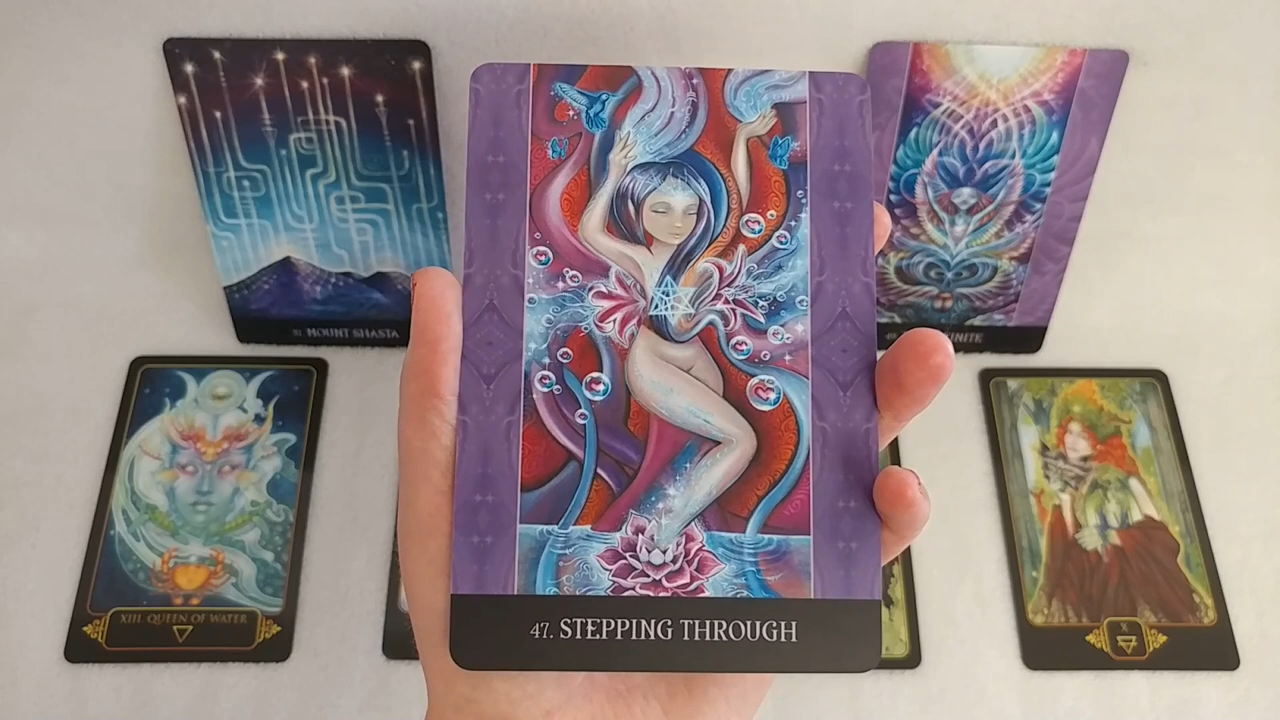 31. MOUNT SHASTA
47. STEPPING THROUGH
XIII. QUEEN OF WATER
X